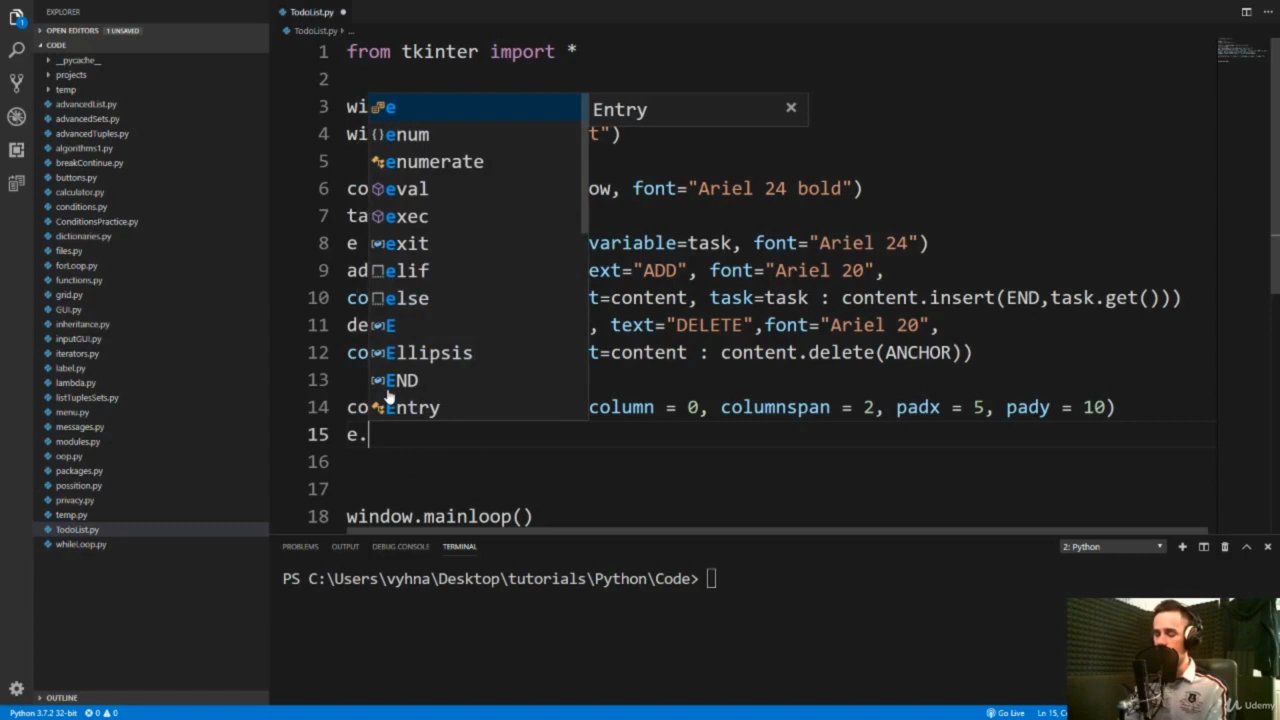 EXPLORER
OPEN EDITORS 1 UNSAVED
CODE
__pycache__
projects
temp
advancedList.py
advancedSets.py
advancedTuples.py
algorithms1.py
breakContinue.py
buttons.py
calculator.py
conditions.py
ConditionsPractice.py
dictionaries.py
files.py
forLoop.py
functions.py
grid.py
GUI.py
inheritance.py
inputGUI.py
iterators.py
label.py
lambda.py
listTuplesSets.py
menu.py
messages.py
modules.py
oop.py
packages.py
possition.py
privacy.py
temp.py
TodoList.py
whileLoop.py
OUTLINE
TodoList.py
TodoList.py ...
1 from tkinter import *
2
3 wi
4 wi t")
5
6 co ow, font="Ariel 24 bold")
7 ta
8 e variable=task, font="Ariel 24")
9 ad ext="ADD", font="Ariel 20",
10 co t=content, task=task : content.insert(END,task.get()))
11 de , text="DELETE",font="Ariel 20",
12 co t=content : content.delete(ANCHOR))
13
14 co column = 0, columnspan = 2, padx = 5, pady = 10)
15 e.
16
17
18 window.mainloop()
e
enum
enumerate
eval
exec
exit
elif
else
E
Ellipsis
END
Entry
Entry
PROBLEMS OUTPUT DEBUG CONSOLE TERMINAL 2: Python
PS C:\Users\vyhna\Desktop\tutorials\Python\Code>
Python 3.7.2 32-bit 0 0 Go Live Ln 15, C
1
Udemy